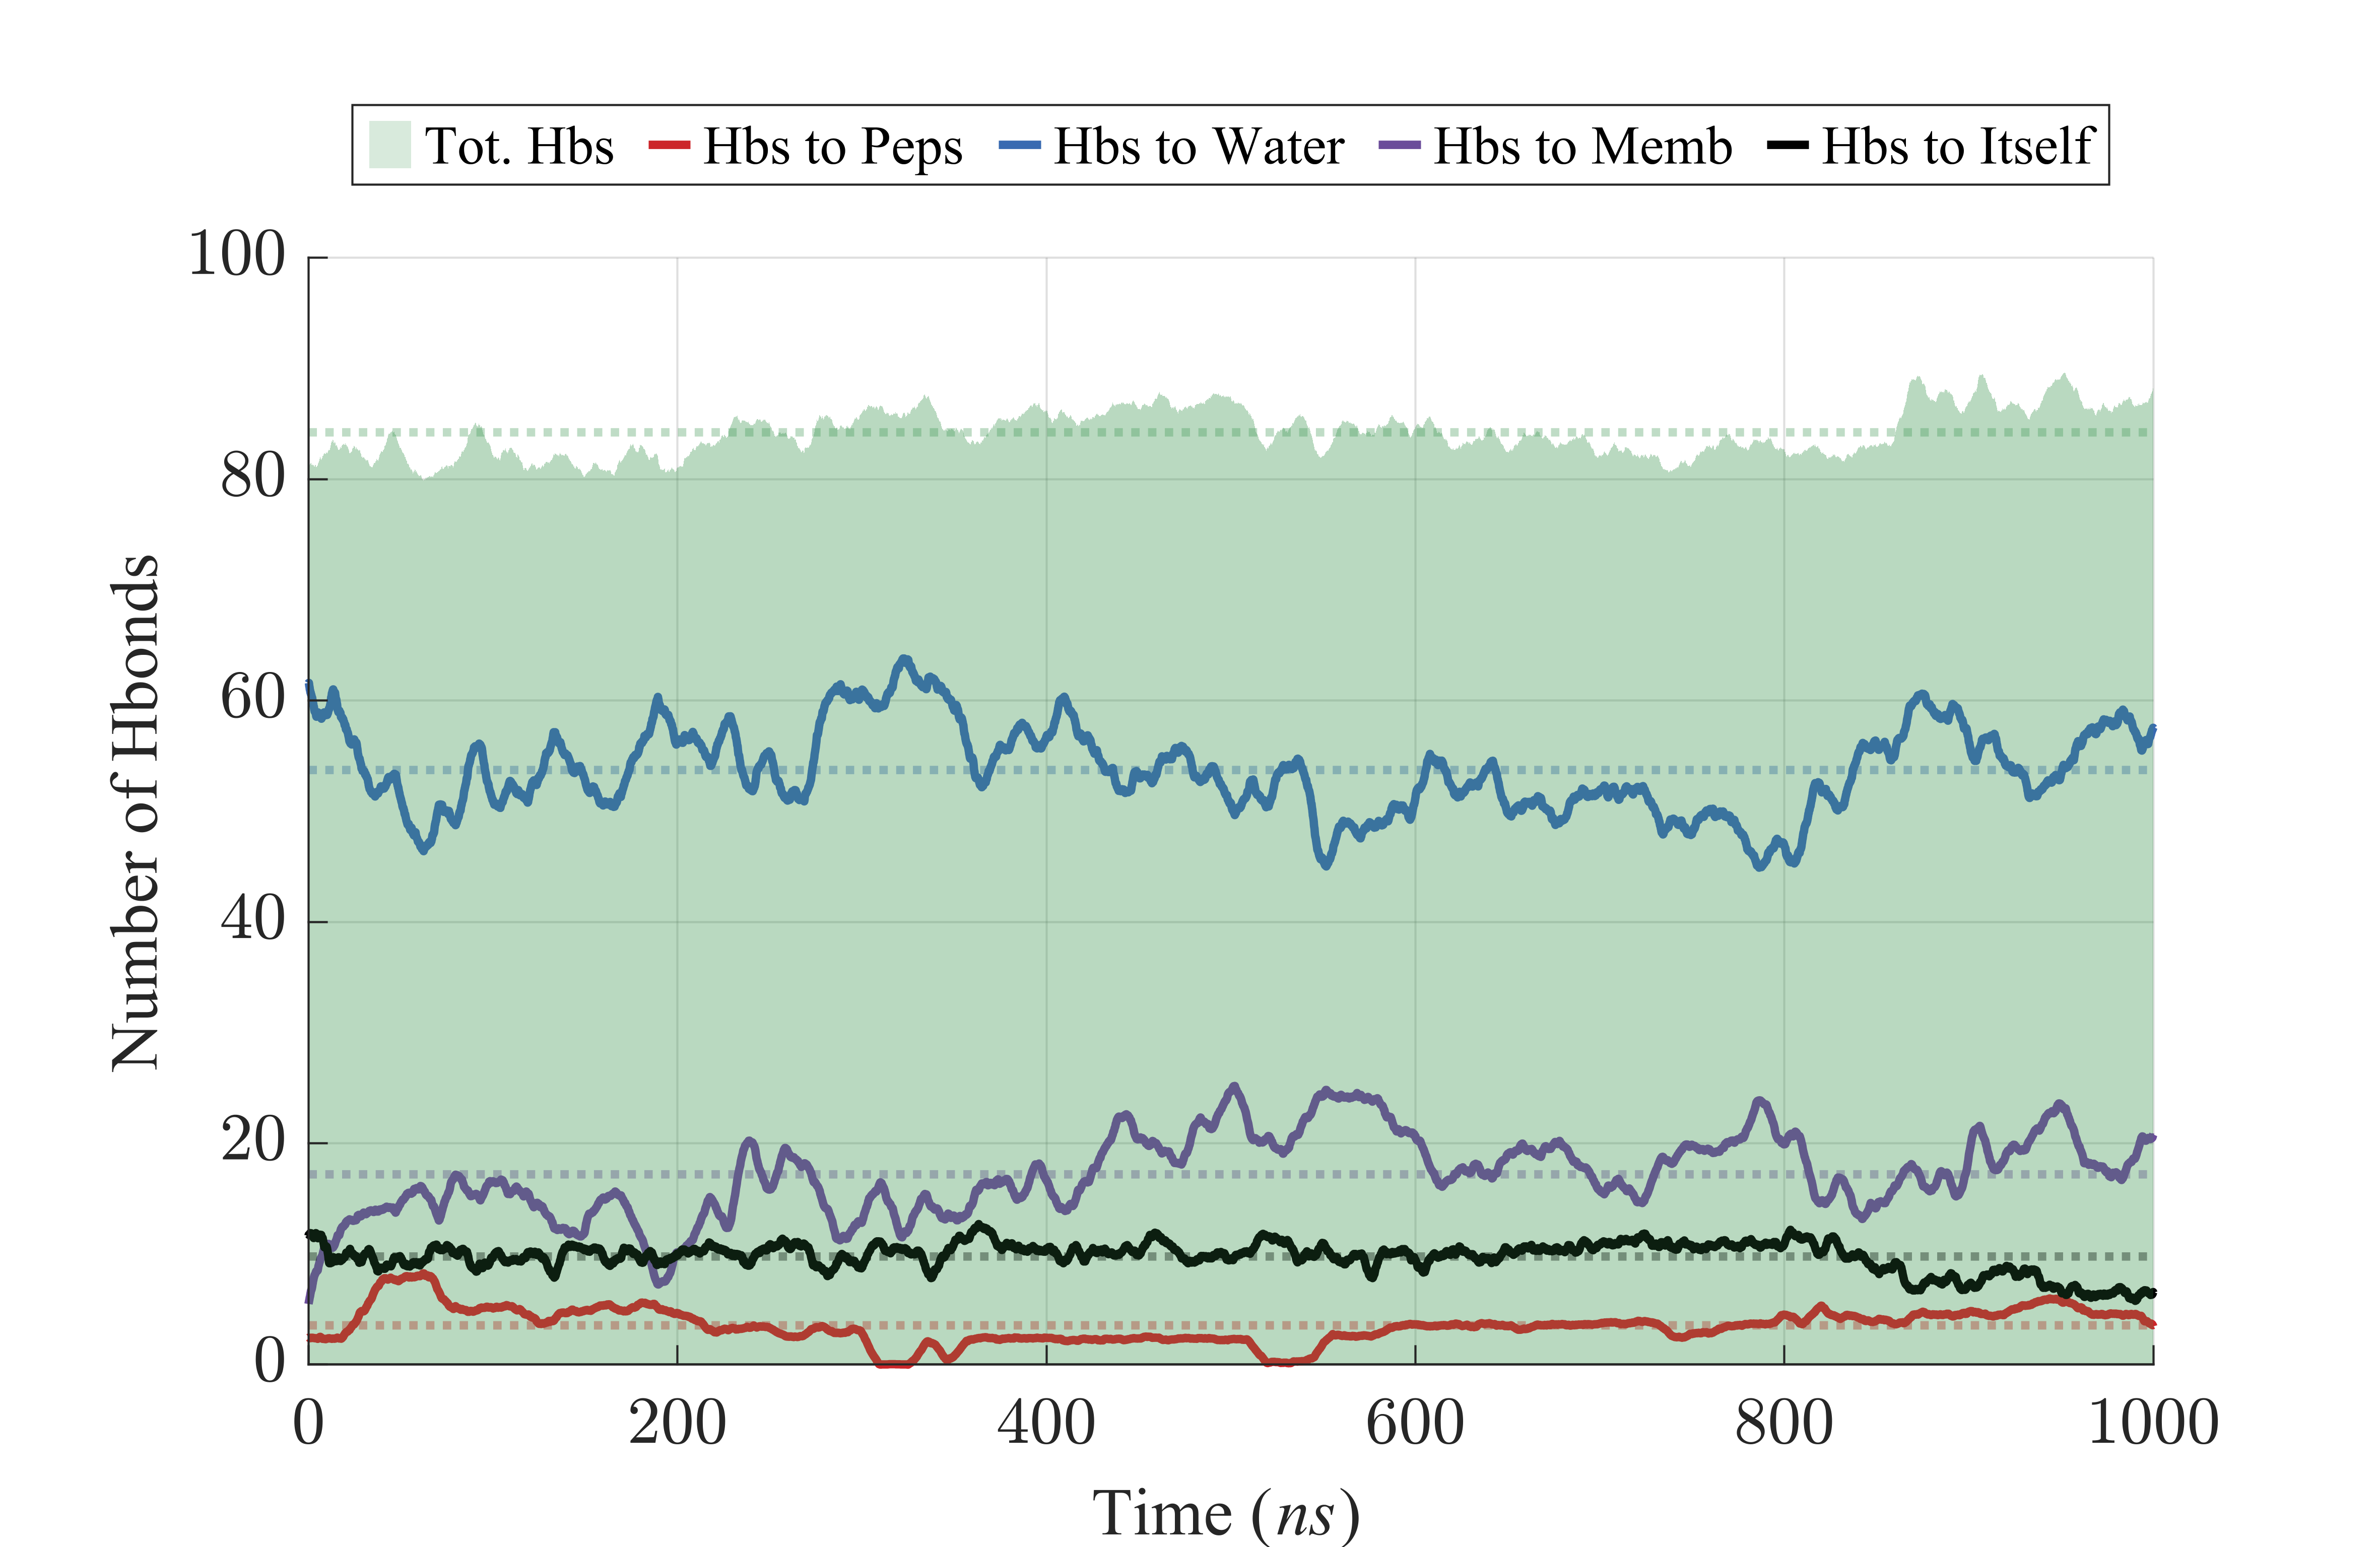 Tot. Hbs Hbs to Peps Hbs to Water Hbs to Memb Hbs to Itself
100
80
60
40
20
0
Number of Hbonds
0 200 400 600 800 1000
Time (ns)